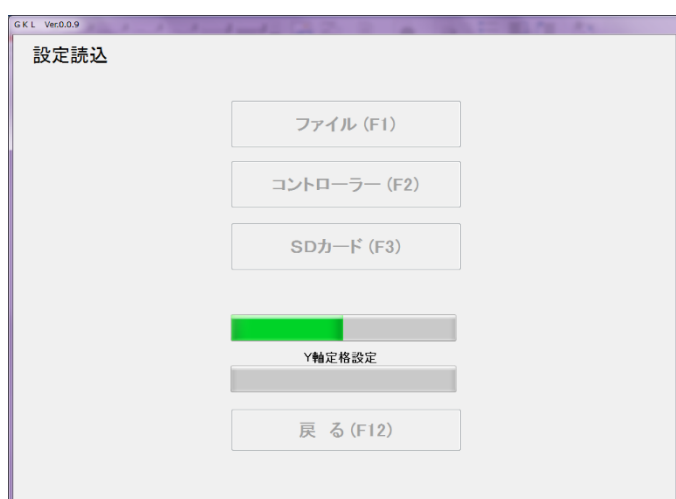 G K L Ver.0.0.9
設定読込
ファイル (F1)
コントローラー (F2)
SDカード (F3)
Y軸定格設定
戻 る (F12)